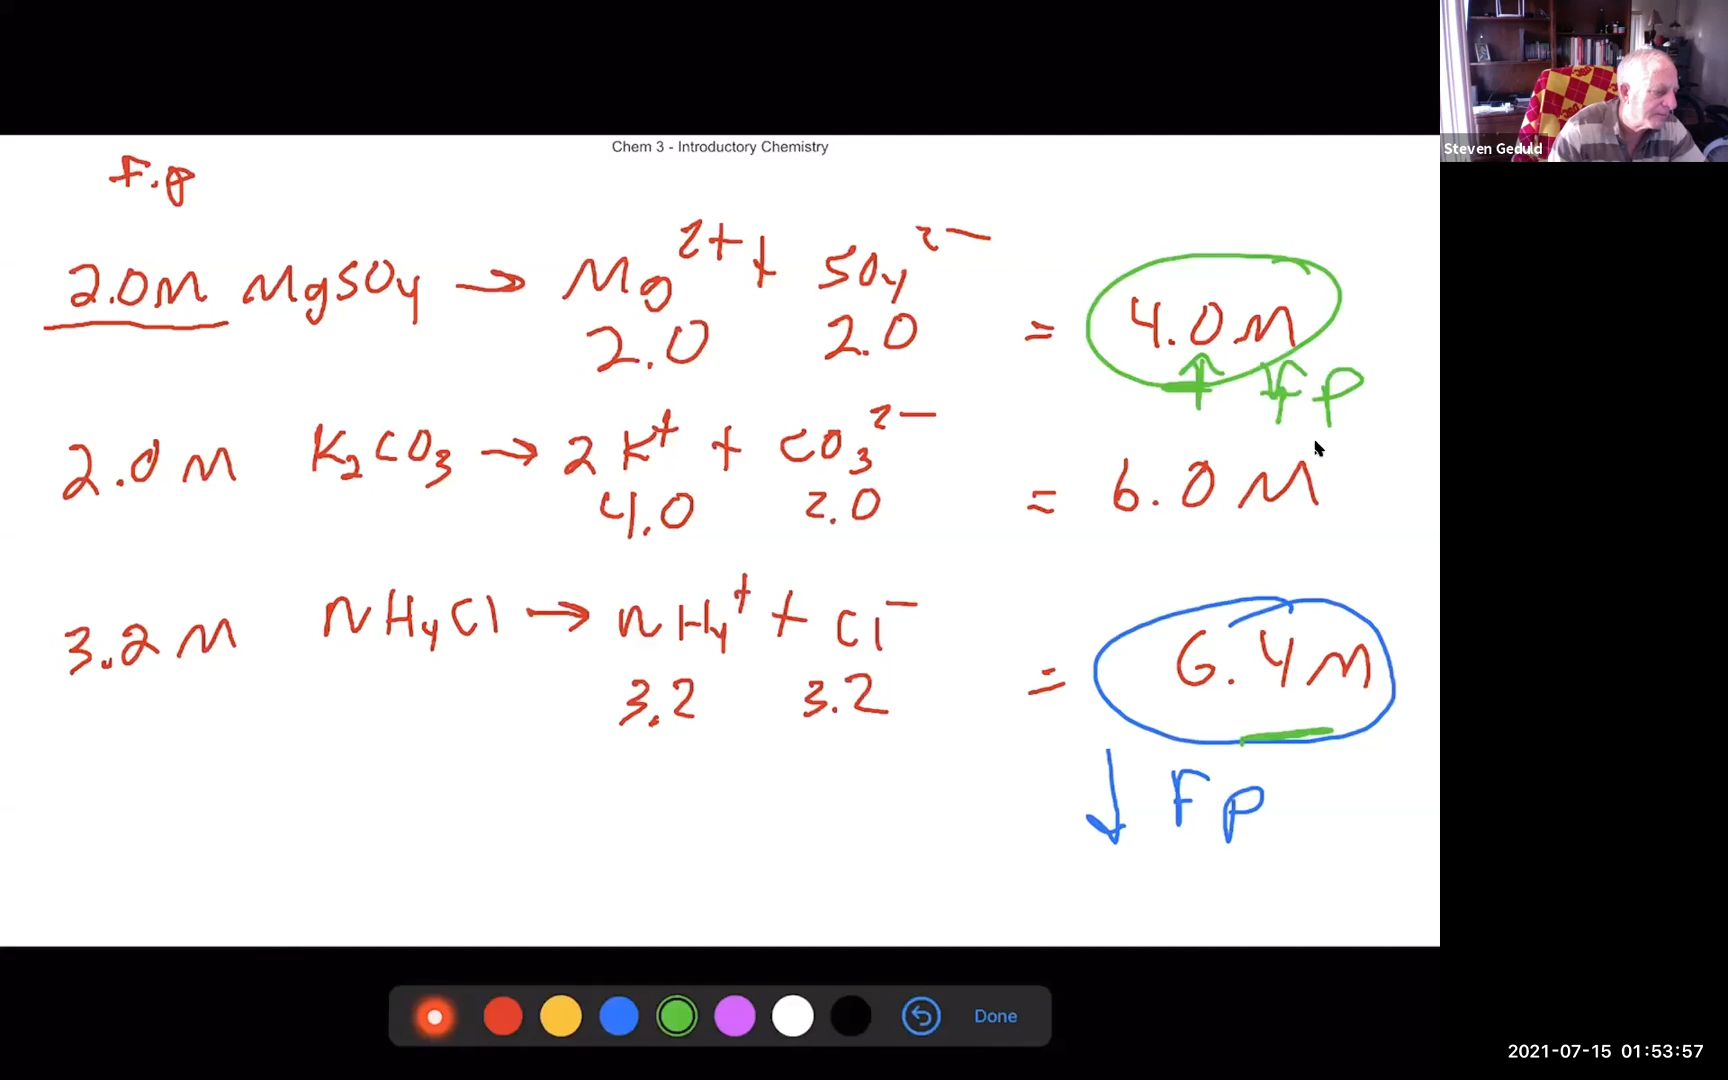 Steven Geduld
Chem 3 - Introductory Chemistry
F.p
2.0M MgSO4 → Mg2+ + SO42−
2.0 2.0 = 4.0M
↑ Fp
2.0 M K2CO3 → 2 K+ + CO32−
4.0 2.0 = 6.0 M
3.2 M NH4Cl → NH4+ + Cl−
3.2 3.2 = 6.4M
↓ Fp
Done
2021-07-15 01:53:57